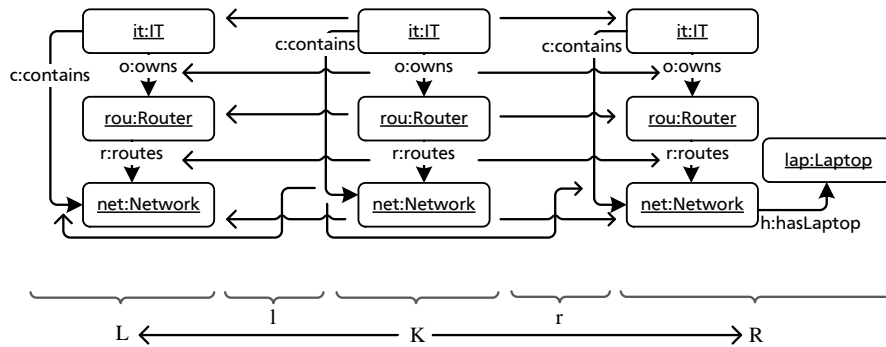 it:IT it:IT it:IT
c:contains c:contains c:contains
o:owns o:owns o:owns
rou:Router rou:Router rou:Router
r:routes r:routes r:routes
lap:Laptop
net:Network net:Network net:Network
h:hasLaptop
l r
L K R